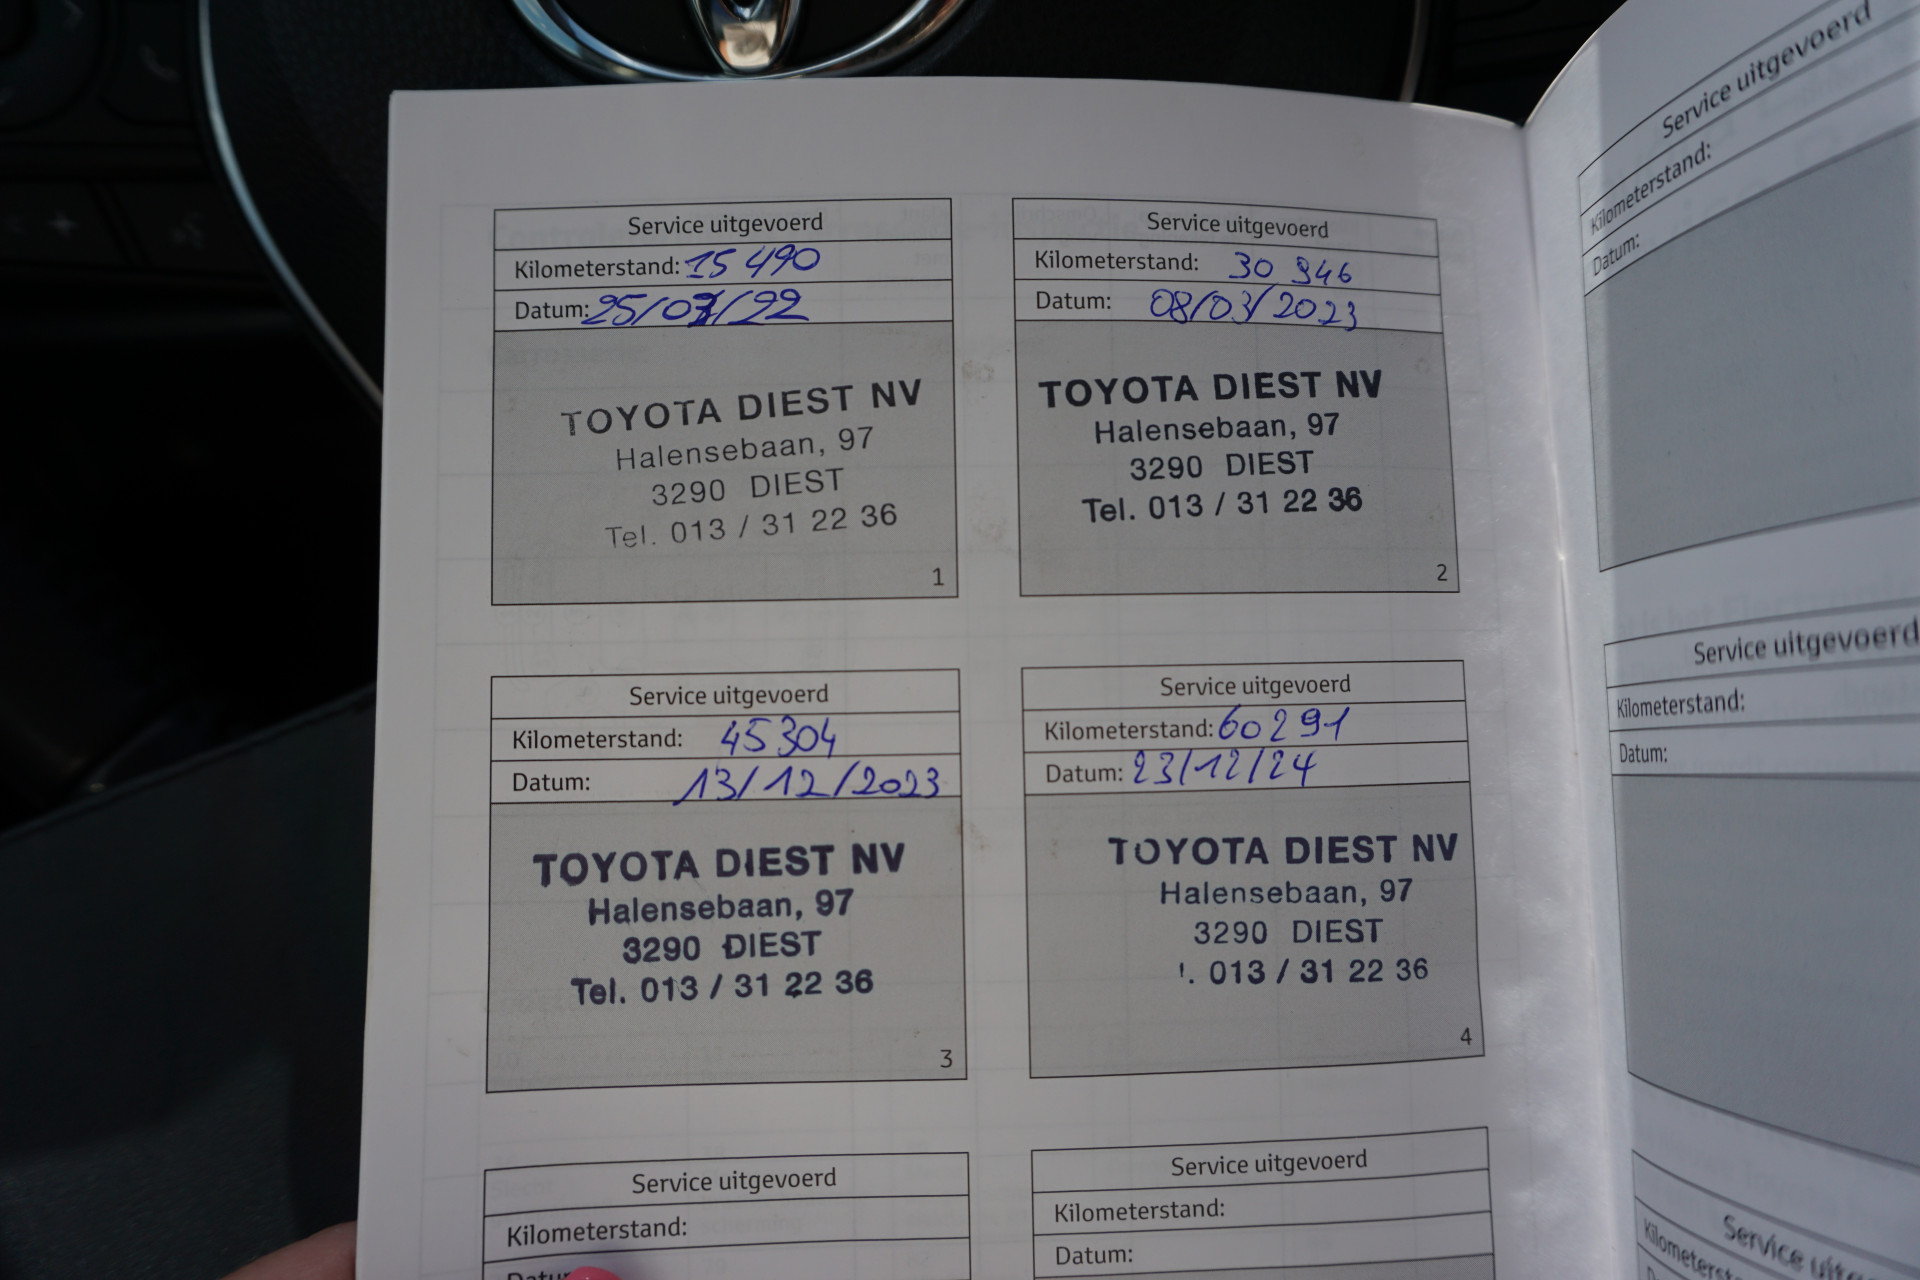 Service uitgevoerd
Kilometerstand: 15 490
Datum: 25/07/22
TOYOTA DIEST NV
Halensebaan, 97
3290 DIEST
Tel. 013 / 31 22 36
1
Service uitgevoerd
Kilometerstand: 30 946
Datum: 08/03/2023
TOYOTA DIEST NV
Halensebaan, 97
3290 DIEST
Tel. 013 / 31 22 36
2
Service uitgevoerd
Kilometerstand: 45 304
Datum: 13/12/2023
TOYOTA DIEST NV
Halensebaan, 97
3290 DIEST
Tel. 013 / 31 22 36
3
Service uitgevoerd
Kilometerstand: 60 291
Datum: 23/12/24
TOYOTA DIEST NV
Halensebaan, 97
3290 DIEST
. 013 / 31 22 36
4
Service uitgevoerd
Kilometerstand:
Service uitgevoerd
Kilometerstand:
Datum:
Service uitgevoerd
Kilometerstand:
Datum:
Service uitgevoerd
Kilometerstand:
Datum:
Service